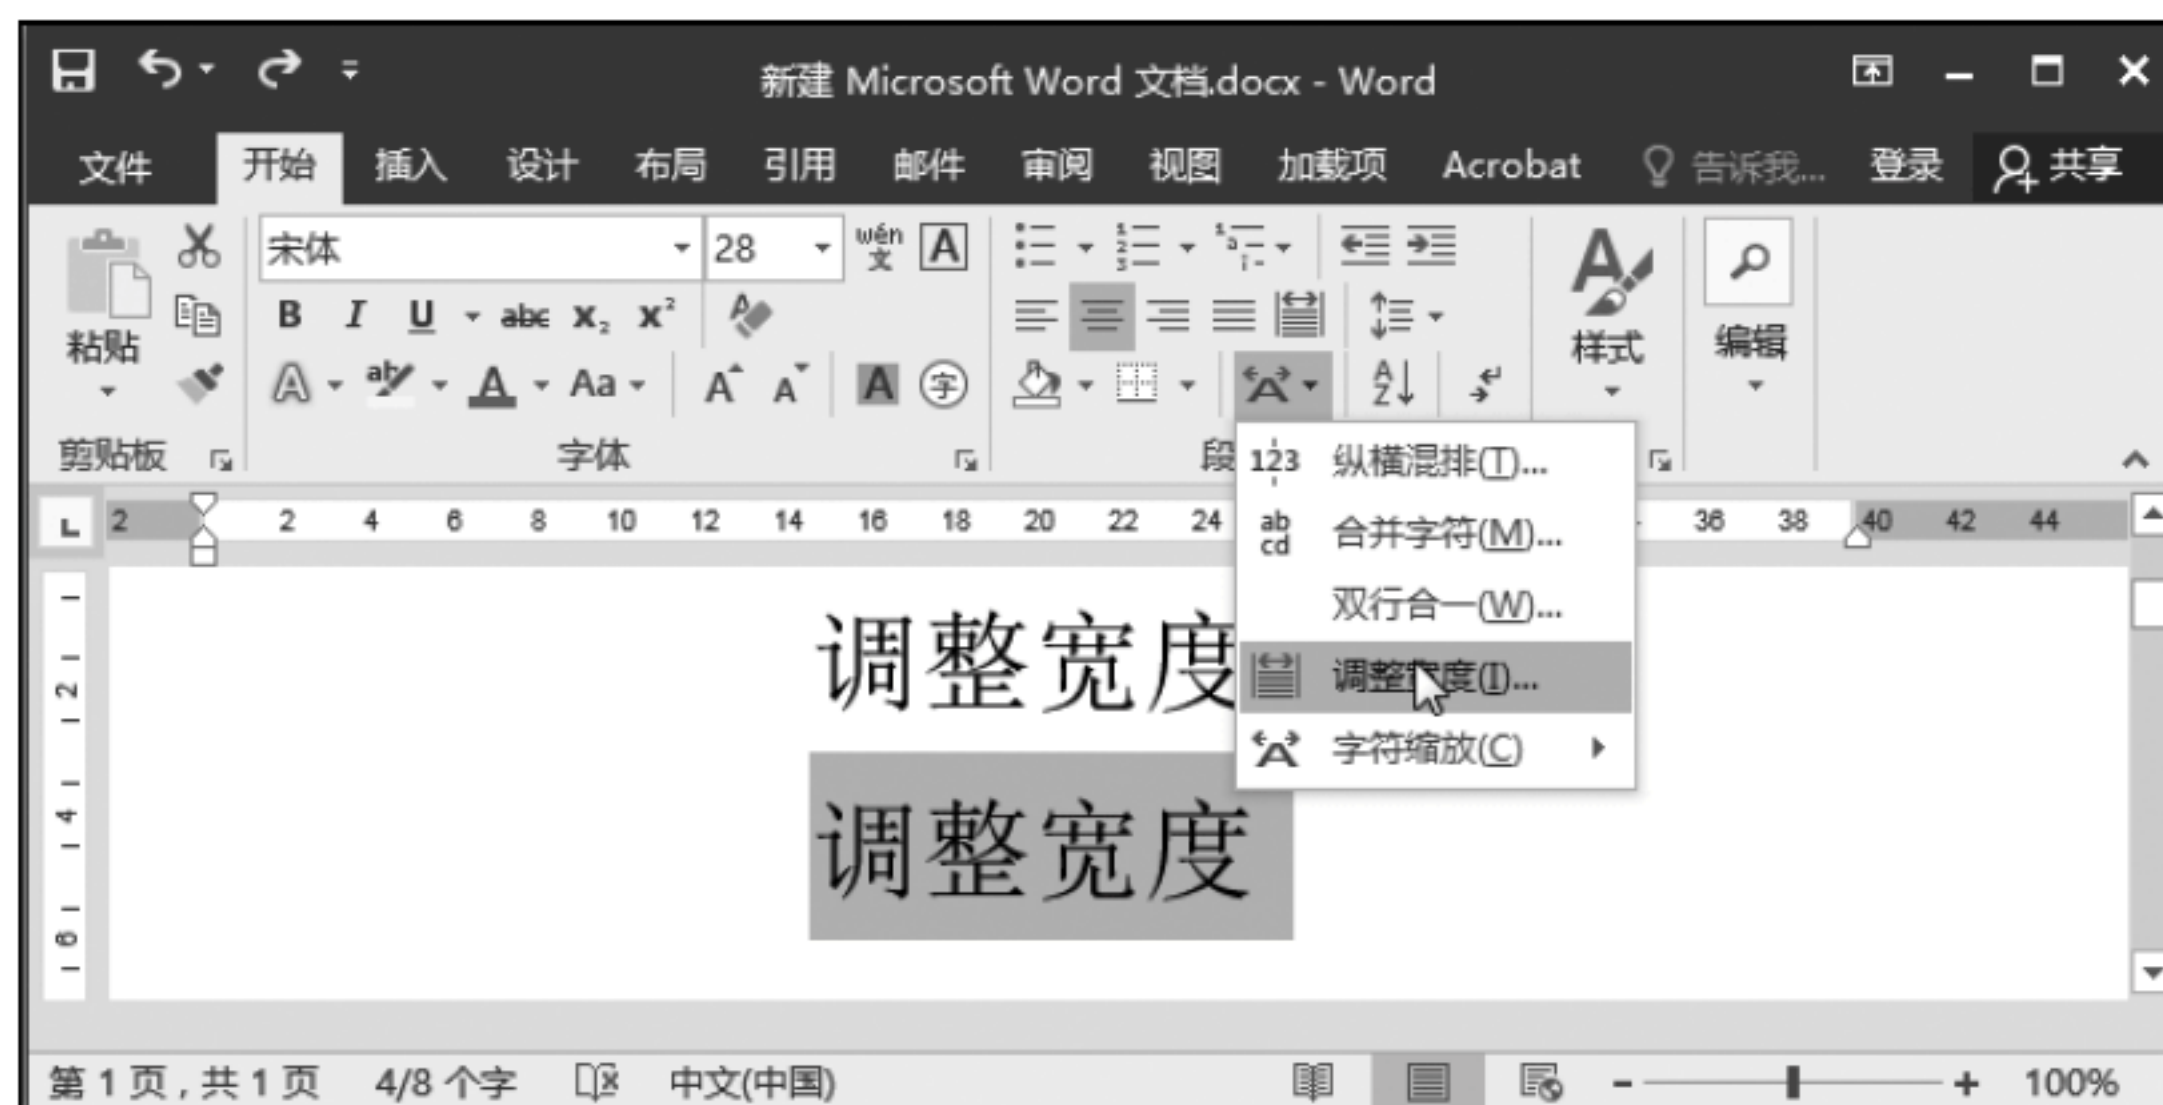 新建 Microsoft Word 文档.docx - Word
文件 开始 插入 设计 布局 引用 邮件 审阅 视图 加载项 Acrobat 告诉我... 登录 共享
宋体 28 wén 文 A
粘贴 B I U abc X₂ X² 样式 编辑
A ab A Aa A A A 字 A Z
剪贴板 字体 段
123 纵横混排(T)...
L 2 2 4 6 8 10 12 14 16 18 20 22 24 36 38 40 42 44
ab cd 合并字符(M)...
双行合一(W)...
调整宽度
调整宽度(I)...
字符缩放(C)
调整宽度
2 4 6
第 1 页,共 1 页 4/8 个字 中文(中国) 100%